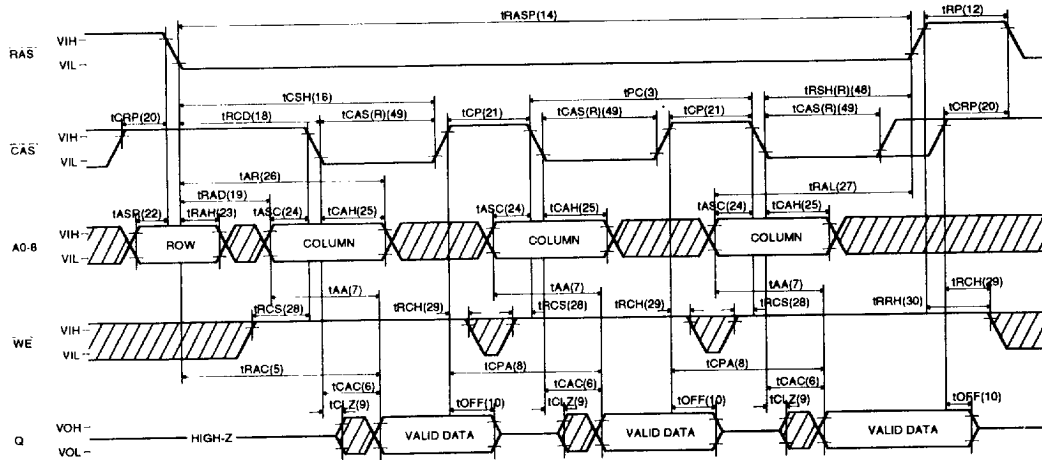 tRASP(14)
tRP(12)
RAS
VIH
VIL
tCSH(16)
tPC(3)
tRSH(R)(48)
tCRP(20)
tRCD(18)
tCAS(R)(49)
tCP(21)
tCAS(R)(49)
tCP(21)
tCAS(R)(49)
tCRP(20)
CAS
VIH
VIL
tAR(26)
tRAL(27)
tRAD(19)
tASR(22)
tRAH(23)
tASC(24)
tCAH(25)
tASC(24)
tCAH(25)
tASC(24)
tCAH(25)
A0-8
VIH
VIL
ROW
COLUMN
COLUMN
COLUMN
tAA(7)
tAA(7)
tAA(7)
tRCH(29)
tRCS(28)
tRCH(29)
tRCS(28)
tRCH(29)
tRCS(28)
tRRH(30)
WE
VIH
VIL
tRAC(5)
tCPA(8)
tCPA(8)
tCAC(6)
tCAC(6)
tCAC(6)
tCLZ(9)
tOFF(10)
tCLZ(9)
tOFF(10)
tCLZ(9)
tOFF(10)
Q
VOH
VOL
HIGH-Z
VALID DATA
VALID DATA
VALID DATA